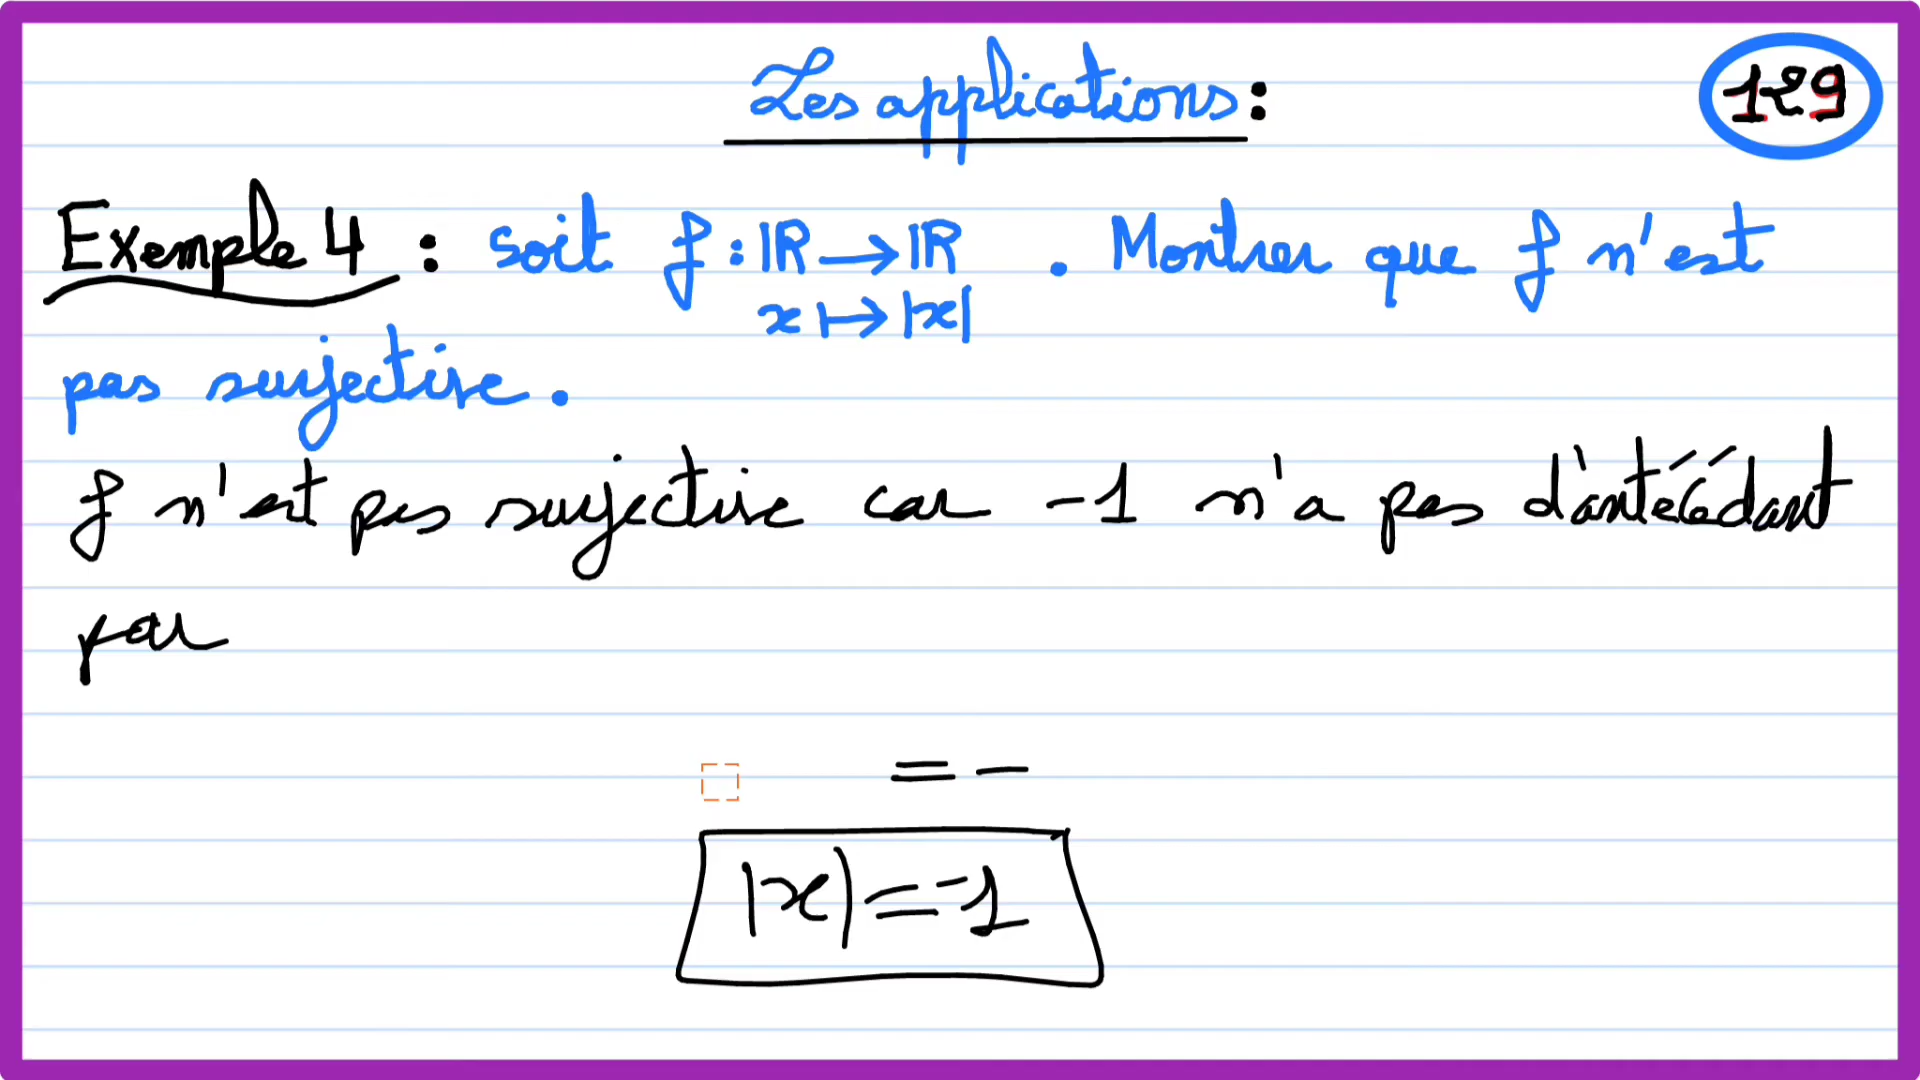 Les applications :
129
Exemple 4 : soit f : IR → IR . Montrer que f n'est
x ↦ |x|
pas surjective .
f n'est pas surjective car -1 n'a pas d'antécédant
par
= -
|x| = -1